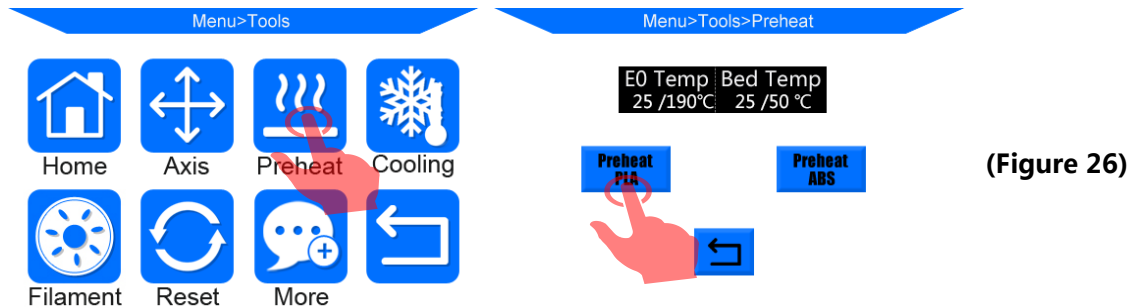 Menu>Tools
Home Axis Preheat Cooling
Filament Reset More
Menu>Tools>Preheat
E0 Temp Bed Temp
25 /190℃ 25 /50 ℃
Preheat
PLA
Preheat
ABS
(Figure 26)